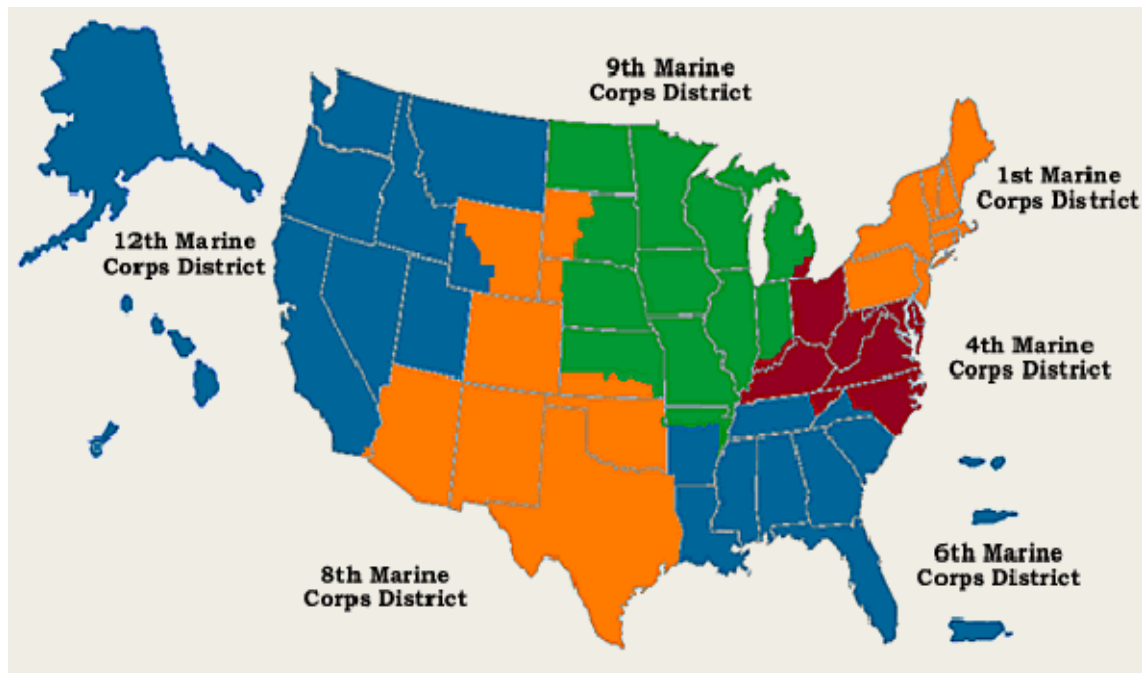 9th Marine
Corps District
1st Marine
Corps District
12th Marine
Corps District
4th Marine
Corps District
6th Marine
Corps District
8th Marine
Corps District